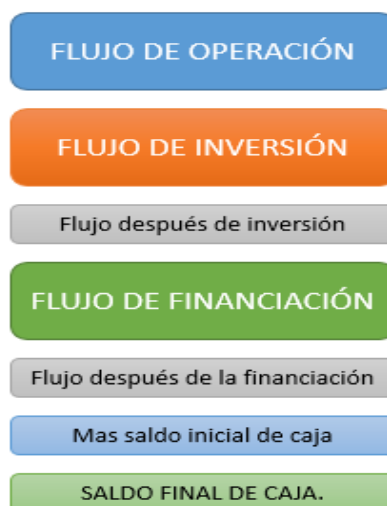 FLUJO DE OPERACIÓN
FLUJO DE INVERSIÓN
Flujo después de inversión
FLUJO DE FINANCIACIÓN
Flujo después de la financiación
Mas saldo inicial de caja
SALDO FINAL DE CAJA.